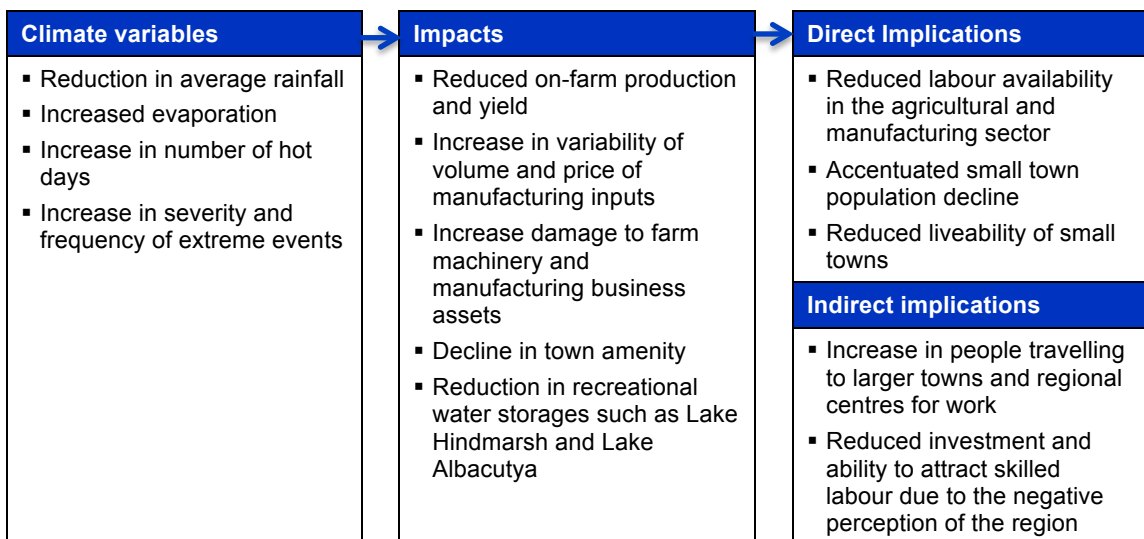 Climate variables
▪ Reduction in average rainfall
▪ Increased evaporation
▪ Increase in number of hot
days
▪ Increase in severity and
frequency of extreme events
Impacts
▪ Reduced on-farm production
and yield
▪ Increase in variability of
volume and price of
manufacturing inputs
▪ Increase damage to farm
machinery and
manufacturing business
assets
▪ Decline in town amenity
▪ Reduction in recreational
water storages such as Lake
Hindmarsh and Lake
Albacutya
Direct Implications
▪ Reduced labour availability
in the agricultural and
manufacturing sector
▪ Accentuated small town
population decline
▪ Reduced liveability of small
towns
Indirect implications
▪ Increase in people travelling
to larger towns and regional
centres for work
▪ Reduced investment and
ability to attract skilled
labour due to the negative
perception of the region